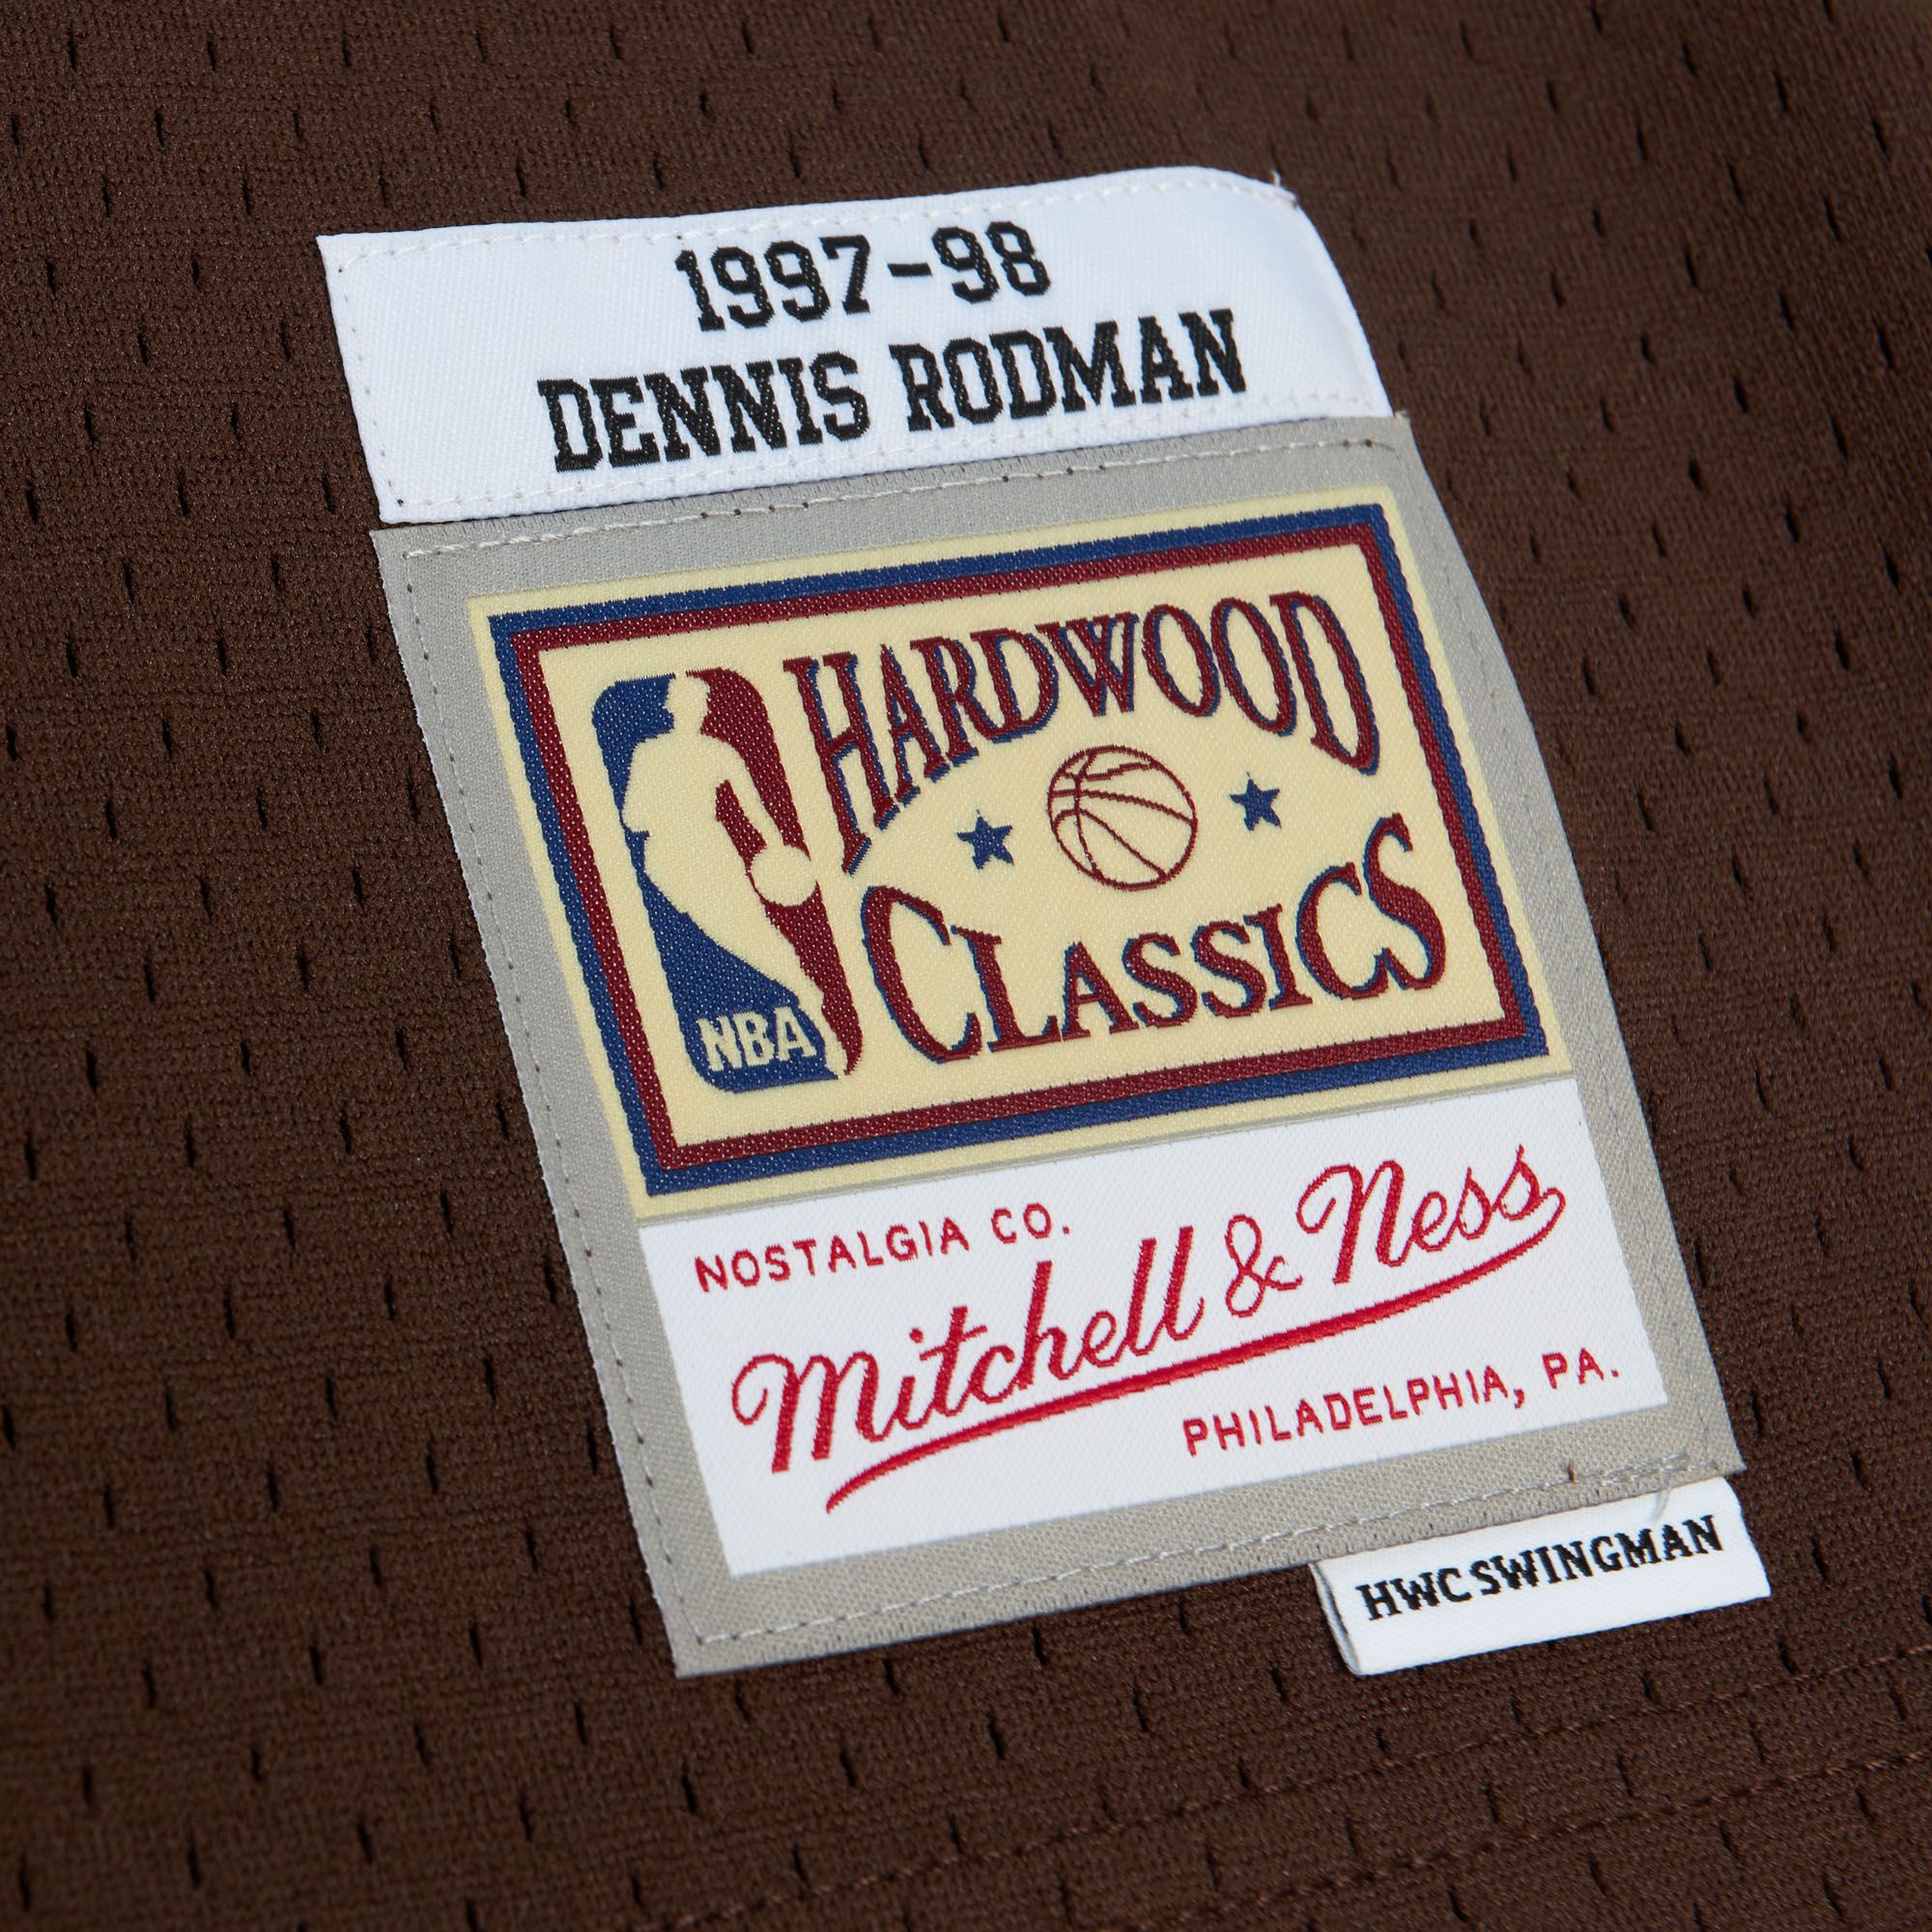 1997-98
DENNIS RODMAN
HARDWOOD
CLASSICS
NBA
NOSTALGIA CO.
Mitchell & Ness
PHILADELPHIA, PA.
HWC SWINGMAN